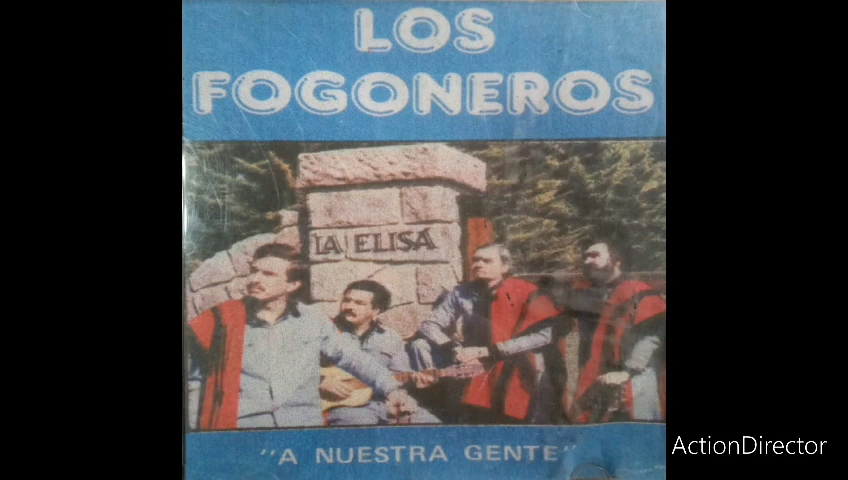 LOS
FOGONEROS
LA ELISA
"A NUESTRA GENTE"
ActionDirector